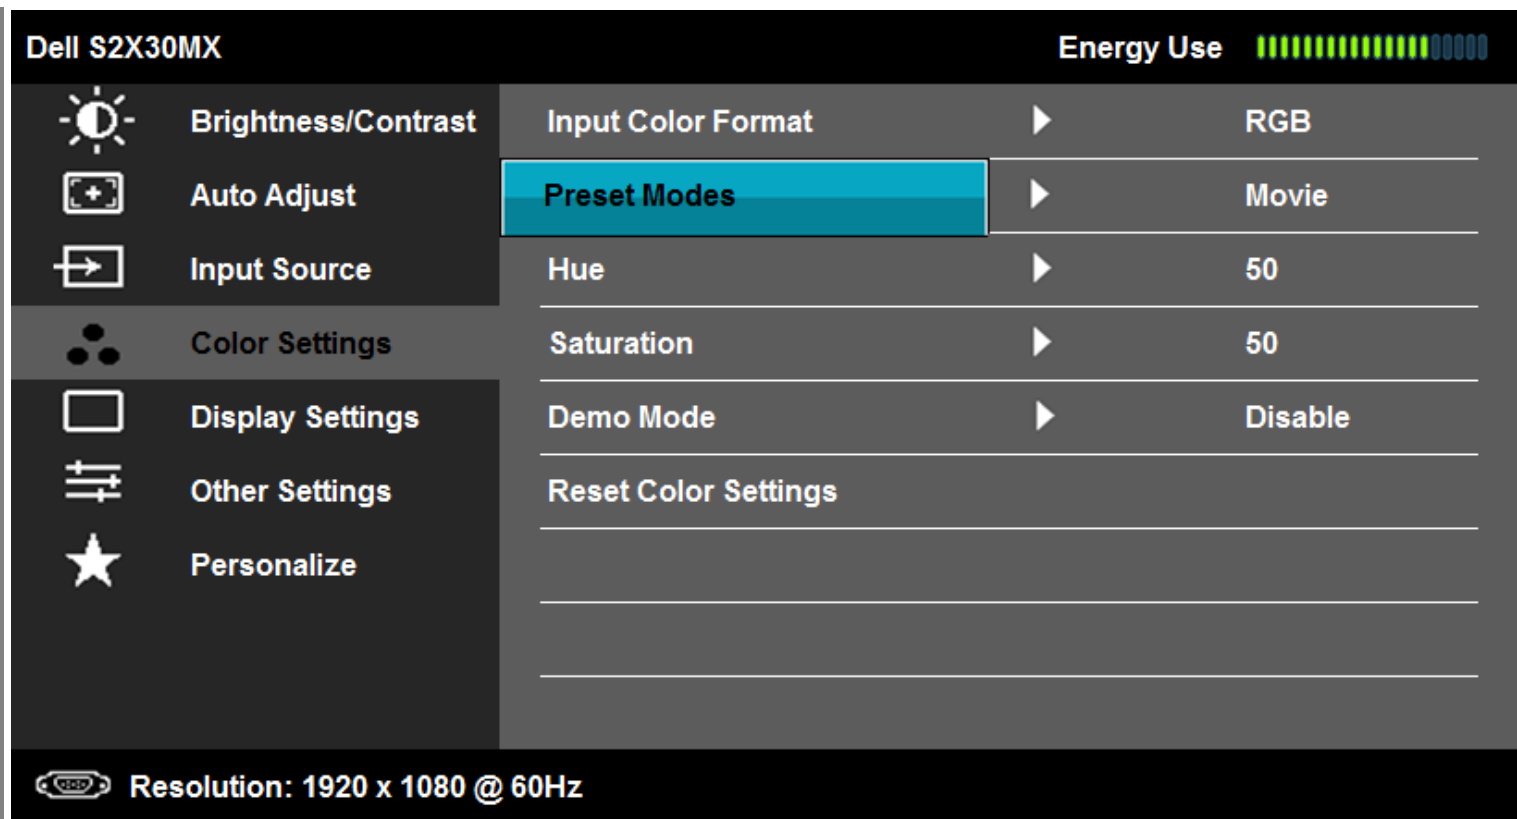 Dell S2X30MX Energy Use
Brightness/Contrast Input Color Format RGB
Auto Adjust Preset Modes Movie
Input Source Hue 50
Color Settings Saturation 50
Display Settings Demo Mode Disable
Other Settings Reset Color Settings
Personalize
Resolution: 1920 x 1080 @ 60Hz